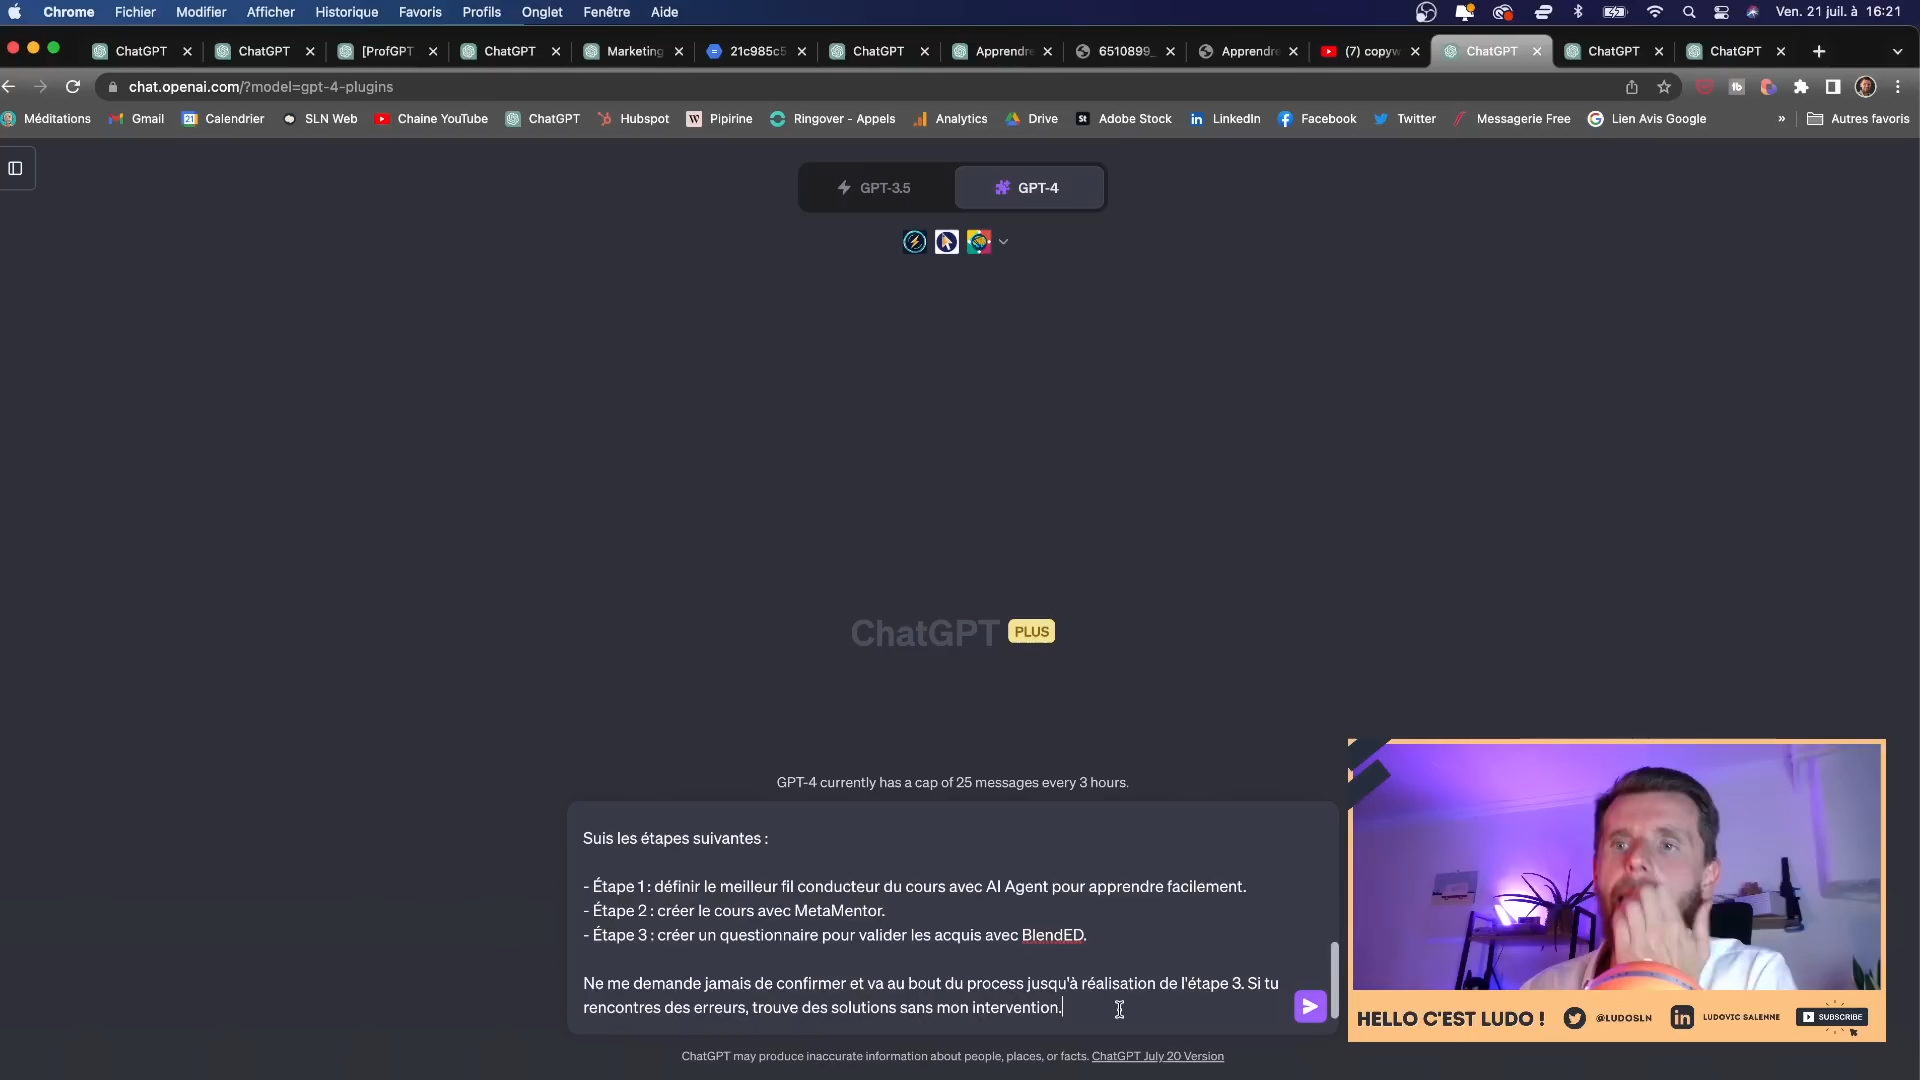 Chrome Fichier Modifier Afficher Historique Favoris Profils Onglet Fenêtre Aide Ven. 21 juil. à 16:21
ChatGPT ChatGPT [ProfGPT ChatGPT Marketing 21c985c5 ChatGPT Apprendre 6510899_ Apprendre (7) copyw ChatGPT ChatGPT ChatGPT
chat.openai.com/?model=gpt-4-plugins
Méditations Gmail Calendrier SLN Web Chaine YouTube ChatGPT Hubspot Pipirine Ringover - Appels Analytics Drive Adobe Stock LinkedIn Facebook Twitter Messagerie Free Lien Avis Google » Autres favoris
GPT-3.5 GPT-4
ChatGPT PLUS
GPT-4 currently has a cap of 25 messages every 3 hours.
Suis les étapes suivantes :
- Étape 1 : définir le meilleur fil conducteur du cours avec AI Agent pour apprendre facilement.
- Étape 2 : créer le cours avec MetaMentor.
- Étape 3 : créer un questionnaire pour valider les acquis avec BlendED.
Ne me demande jamais de confirmer et va au bout du process jusqu'à réalisation de l'étape 3. Si tu
rencontres des erreurs, trouve des solutions sans mon intervention.
HELLO C'EST LUDO ! @LUDOSLN LUDOVIC SALENNE SUBSCRIBE
ChatGPT may produce inaccurate information about people, places, or facts. ChatGPT July 20 Version